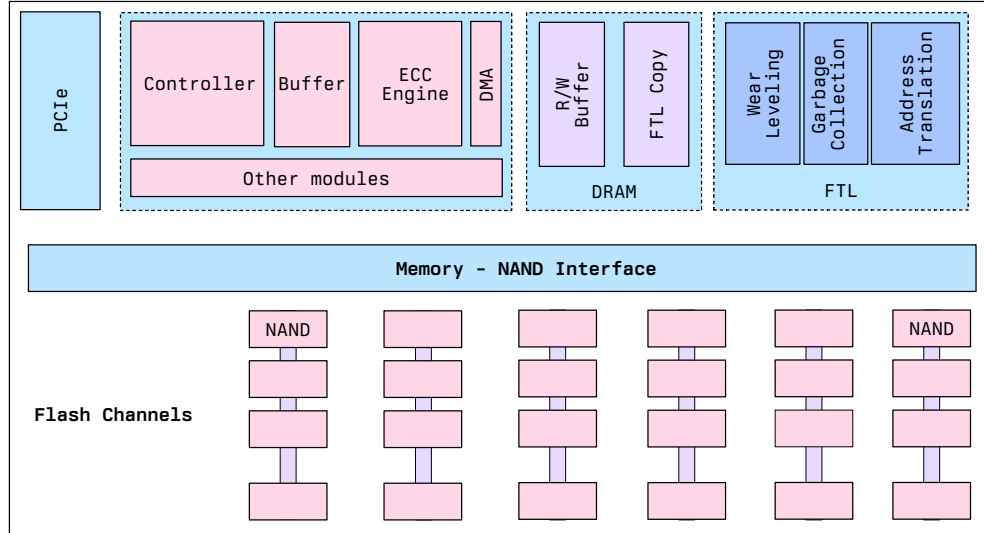 PCIe
Controller
Buffer
ECC
Engine
DMA
Other modules
R/W
Buffer
FTL Copy
DRAM
Wear
Leveling
Garbage
Collection
Address
Translation
FTL
Memory - NAND Interface
NAND
NAND
Flash Channels